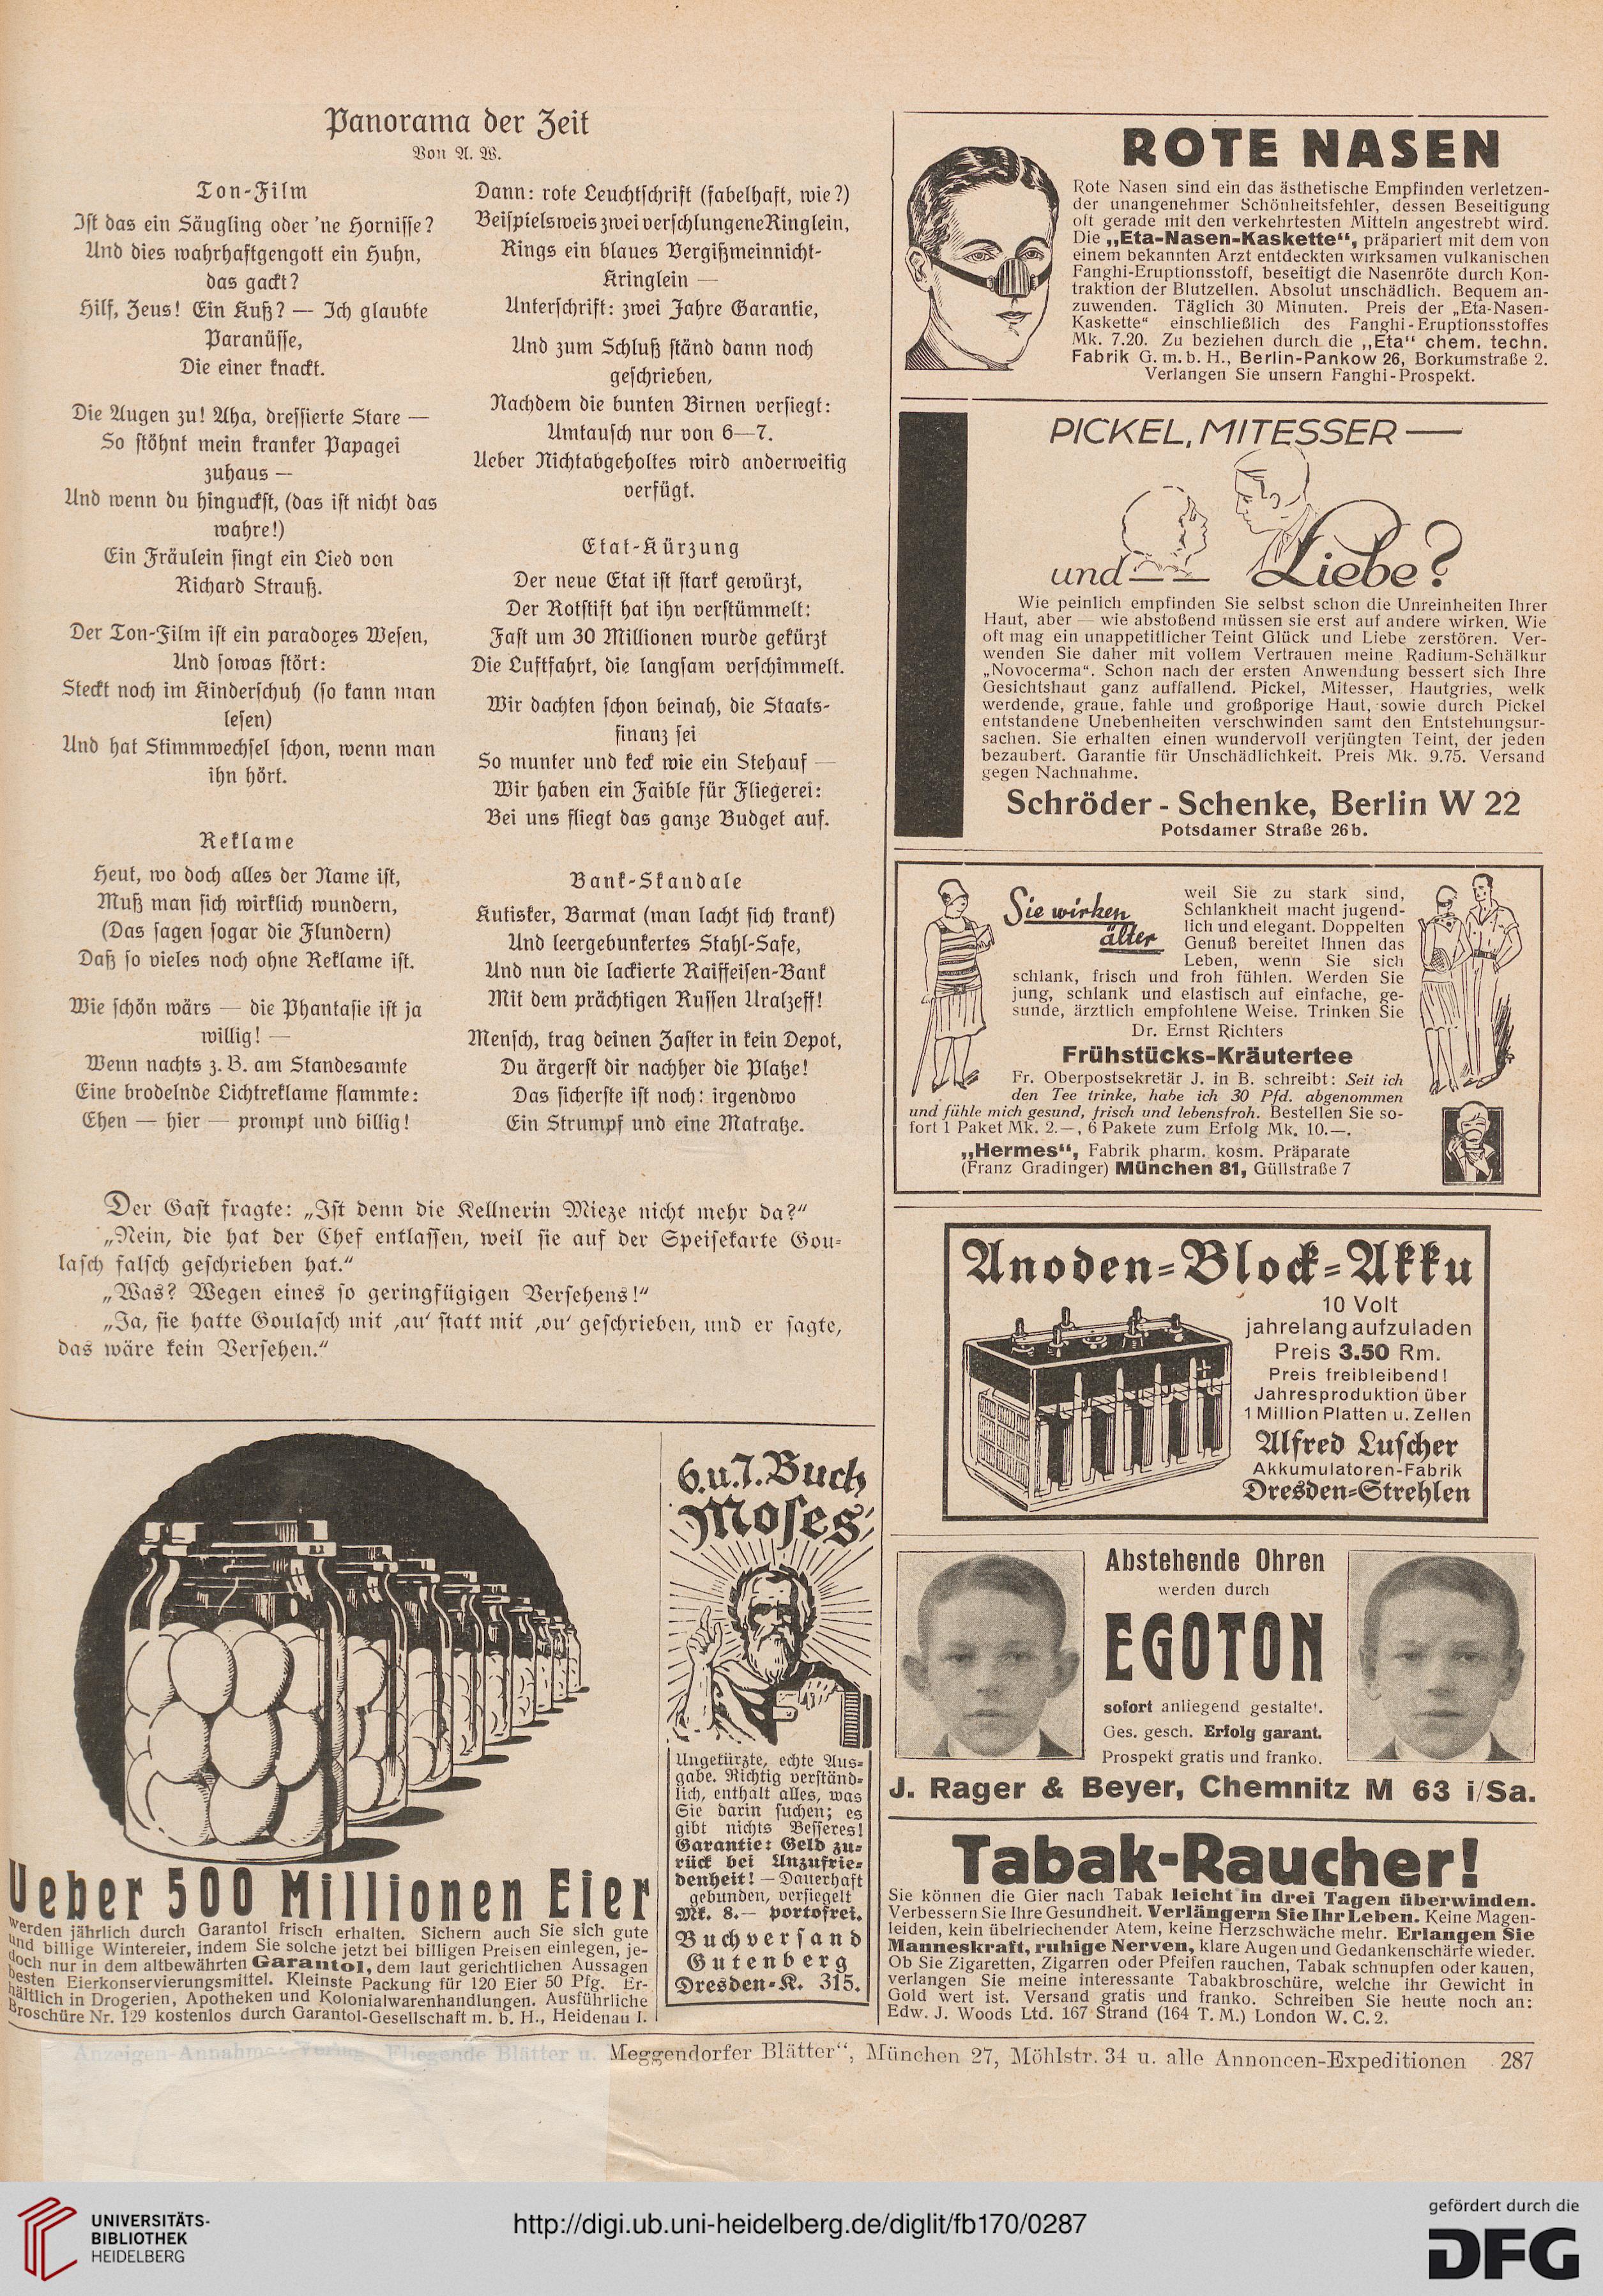 Panorama der Zeit
Von A. W.
Ton-Film
Ist das ein Säugling oder 'ne Hornisse?
Und dies wahrhaftgengott ein Huhn,
das gackt?
Hilf, Zeus! Ein Kuß? — Ich glaubte
Paranüsse,
Die einer knackt.
Die Augen zu! Aha, dressierte Stare —
So stöhnt mein kranker Papagei
zuhaus —
Und wenn du hinguckst, (das ist nicht das
wahre!)
Ein Fräulein singt ein Lied von
Richard Strauß.
Der Ton-Film ist ein paradoxes Wesen,
Und sowas stört:
Steckt noch im Kinderschuh (so kann man
lesen)
Und hat Stimmwechsel schon, wenn man
ihn hört.
Reklame
Heut, wo doch alles der Name ist,
Muß man sich wirklich wundern,
(Das sagen sogar die Flundern)
Daß so vieles noch ohne Reklame ist.
Wie schön wärs — die Phantasie ist ja
willig! —
Wenn nachts z. B. am Standesamte
Eine brodelnde Lichtreklame flammte:
Ehen — hier — prompt und billig!
Dann: rote Leuchtschrift (fabelhaft, wie?)
Beispielsweis zwei verschlungene Ringlein,
Rings ein blaues Vergißmeinnicht-
Kringlein —
Unterschrift: zwei Jahre Garantie,
Und zum Schluß ständ dann noch
geschrieben,
Nachdem die bunten Birnen versiegt:
Umtausch nur von 6—7.
Ueber Nichtabgeholtes wird anderweitig
verfügt.
Etat-Kürzung
Der neue Etat ist stark gewürzt,
Der Rotstift hat ihn verstümmelt:
Fast um 30 Millionen wurde gekürzt
Die Luftfahrt, die langsam verschimmelt.
Wir dachten schon beinah, die Staats-
finanz sei
So munter und keck wie ein Stehauf —
Wir haben ein Faible für Fliegerei:
Bei uns fliegt das ganze Budget auf.
Bank-Skandale
Kutisker, Barmat (man lacht sich krank)
Und leergebunkertes Stahl-Safe,
Und nun die lackierte Raiffeisen-Bank
Mit dem prächtigen Russen Uralzeff!
Mensch, trag deinen Zaster in kein Depot,
Du ärgerst dir nachher die Platze!
Das sicherste ist noch: irgendwo
Ein Strumpf und eine Matratze.
Der Gast fragte: „Ist denn die Kellnerin Mieze nicht mehr da?“
„Nein, die hat der Chef entlassen, weil sie auf der Speisekarte Gou-
lasch falsch geschrieben hat.“
„Was? Wegen eines so geringfügigen Versehens!“
„Ja, sie hatte Goulasch mit ‚au‘ statt mit ‚ou‘ geschrieben, und er sagte,
das wäre kein Versehen.“
Ueber 500 Millionen Eier
werden jährlich durch Garantol frisch erhalten. Sichern auch Sie sich gute
und billige Wintereier, indem Sie solche jetzt bei billigen Preisen einlegen, je-
doch nur in dem altbewährten Garantol, dem laut gerichtlichen Aussagen
besten Eierkonservierungsmittel. Kleinste Packung für 120 Eier 50 Pfg. Er-
hältlich in Drogerien, Apotheken und Kolonialwarenhandlungen. Ausführliche
Broschüre Nr. 129 kostenlos durch Garantol-Gesellschaft m. b. H., Heidenau I.
6. u. 7. Buch
Moses
Ungekürzte, echte Aus-
gabe. Richtig verständ-
lich, enthält alles, was
Sie darin suchen; es
gibt nichts Besseres!
Garantie: Geld zu-
rück bei Unzufrie-
denheit! — Dauerhaft
gebunden, versiegelt
Mk. 8.— portofrei.
Buchversand
Gutenberg
Dresden-K. 315.
ROTE NASEN
Rote Nasen sind ein das ästhetische Empfinden verletzen-
der unangenehmer Schönheitsfehler, dessen Beseitigung
oft gerade mit den verkehrtesten Mitteln angestrebt wird.
Die „Eta-Nasen-Kaskette“, präpariert mit dem von
einem bekannten Arzt entdeckten wirksamen vulkanischen
Fanghi-Eruptionsstoff, beseitigt die Nasenröte durch Kon-
traktion der Blutzellen. Absolut unschädlich. Bequem an-
zuwenden. Täglich 30 Minuten. Preis der „Eta-Nasen-
Kaskette“ einschließlich des Fanghi-Eruptionsstoffes
Mk. 7.20. Zu beziehen durch die „Eta“ chem. techn.
Fabrik G. m. b. H., Berlin-Pankow 26, Borkumstraße 2.
Verlangen Sie unsern Fanghi-Prospekt.
PICKEL, MITESSER —
und Liebe?
Wie peinlich empfinden Sie selbst schon die Unreinheiten Ihrer
Haut, aber — wie abstoßend müssen sie erst auf andere wirken. Wie
oft mag ein unappetitlicher Teint Glück und Liebe zerstören. Ver-
wenden Sie daher mit vollem Vertrauen meine Radium-Schälkur
„Novocerma“. Schon nach der ersten Anwendung bessert sich Ihre
Gesichtshaut ganz auffallend. Pickel, Mitesser, Hautgries, welk
werdende, graue, fahle und großporige Haut, sowie durch Pickel
entstandene Unebenheiten verschwinden samt den Entstehungsur-
sachen. Sie erhalten einen wundervoll verjüngten Teint, der jeden
bezaubert. Garantie für Unschädlichkeit. Preis Mk. 9.75. Versand
gegen Nachnahme.
Schröder - Schenke, Berlin W 22
Potsdamer Straße 26b.
Sie wirken
älter
weil Sie zu stark sind,
Schlankheit macht jugend-
lich und elegant. Doppelten
Genuß bereitet Ihnen das
Leben, wenn Sie sich
schlank, frisch und froh fühlen. Werden Sie
jung, schlank und elastisch auf einfache, ge-
sunde, ärztlich empfohlene Weise. Trinken Sie
Dr. Ernst Richters
Frühstücks-Kräutertee
Fr. Oberpostsekretär J. in B. schreibt: Seit ich
den Tee trinke, habe ich 30 Pfd. abgenommen
und fühle mich gesund, frisch und lebensfroh. Bestellen Sie so-
fort 1 Paket Mk. 2.—, 6 Pakete zum Erfolg Mk. 10.—.
„Hermes“, Fabrik pharm. kosm. Präparate
(Franz Gradinger) München 81, Güllstraße 7
Anoden-Block-Akku
10 Volt
jahrelang aufzuladen
Preis 3.50 Rm.
Preis freibleibend!
Jahresproduktion über
1 Million Platten u. Zellen
Alfred Luscher
Akkumulatoren-Fabrik
Dresden-Strehlen
Abstehende Ohren
werden durch
EGOTON
sofort anliegend gestaltet.
Ges. gesch. Erfolg garant.
Prospekt gratis und franko.
J. Rager & Beyer, Chemnitz M 63 i/Sa.
Tabak-Raucher!
Sie können die Gier nach Tabak leicht in drei Tagen überwinden.
Verbessern Sie Ihre Gesundheit. Verlängern Sie Ihr Leben. Keine Magen-
leiden, kein übelriechender Atem, keine Herzschwäche mehr. Erlangen Sie
Manneskraft, ruhige Nerven, klare Augen und Gedankenschärfe wieder.
Ob Sie Zigaretten, Zigarren oder Pfeifen rauchen, Tabak schnupfen oder kauen,
verlangen Sie meine interessante Tabakbroschüre, welche ihr Gewicht in
Gold wert ist. Versand gratis und franko. Schreiben Sie heute noch an:
Edw. J. Woods Ltd. 167 Strand (164 T. M.) London W. C. 2.
Anzeigen-Annahme: Verlag Fliegende Blätter u. Meggendorfer Blätter“, München 27, Möhlstr. 34 u. alle Annoncen-Expeditionen 287
UNIVERSITÄTS-
BIBLIOTHEK
HEIDELBERG
http://digi.ub.uni-heidelberg.de/diglit/fb170/0287
gefördert durch die
DFG